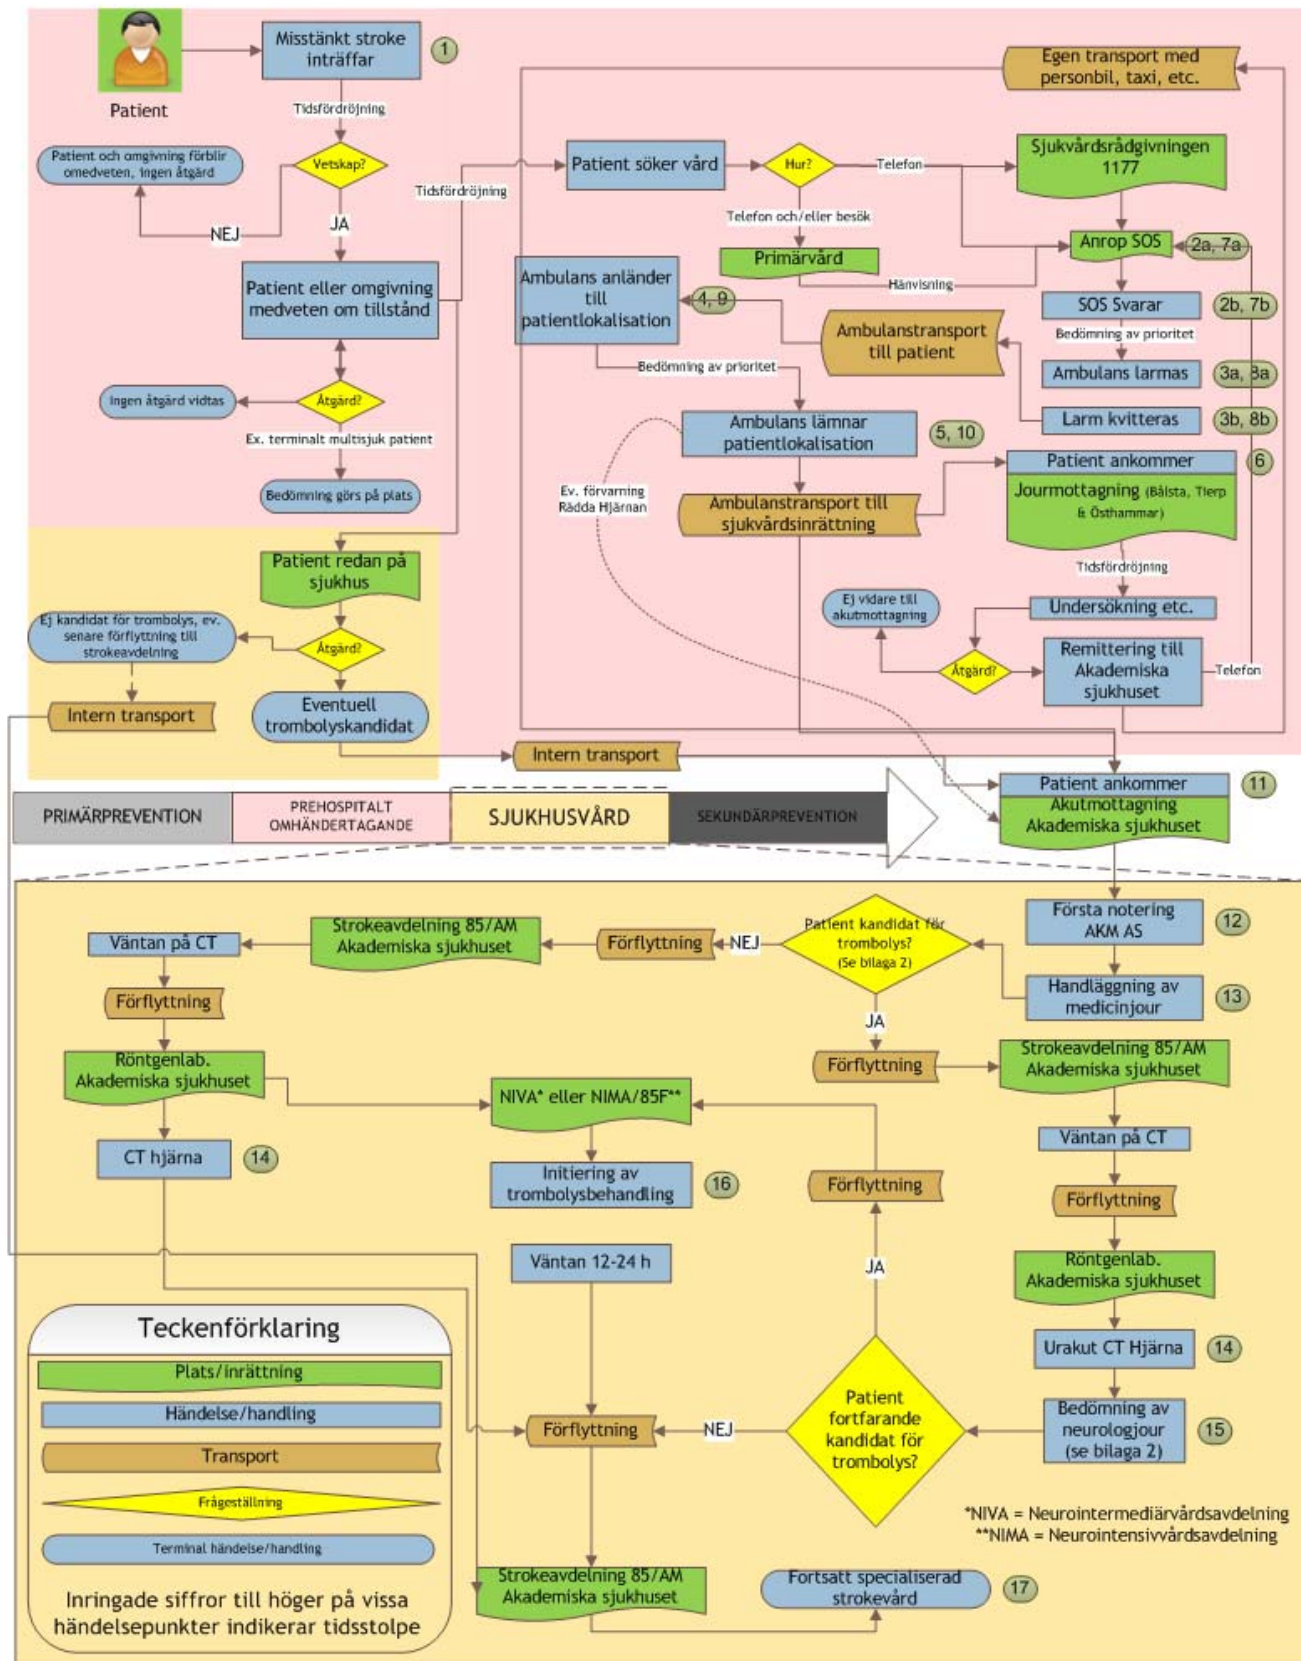 Patient
Misstänkt stroke
inträffar
1
Tidsfördröjning
Vetskap?
Patient och omgivning förblir
omedveten, ingen åtgärd
NEJ
JA
Patient eller omgivning
medveten om tillstånd
Tidsfördröjning
Ingen åtgärd vidtas
Åtgärd?
Ex. terminalt multisjuk patient
Bedömning görs på plats
Patient redan på
sjukhus
Ej kandidat för trombolys, ev.
senare förflyttning till
strokeavdelning
Åtgärd?
Intern transport
Eventuell
trombolyskandidat
Intern transport
Egen transport med
personbil, taxi, etc.
Patient söker vård
Hur?
Telefon
Sjukvårdsrådgivningen
1177
Telefon och/eller besök
Primärvård
Hänvisning
Anrop SOS
2a, 7a
SOS Svarar
2b, 7b
Bedömning av prioritet
Ambulans larmas
3a, 8a
Larm kvitteras
3b, 8b
Ambulanstransport
till patient
Ambulans anländer
till
patientlokalisation
4, 9
Bedömning av prioritet
Ambulans lämnar
patientlokalisation
5, 10
Ev. förvarning
Rädda Hjärnan
Ambulanstransport till
sjukvårdsinrättning
Patient ankommer
6
Jourmottagning (Bålsta, Tierp
& Östhammar)
Tidsfördröjning
Undersökning etc.
Ej vidare till
akutmottagning
Åtgärd?
Remittering till
Akademiska
sjukhuset
Telefon
Patient ankommer
11
Akutmottagning
Akademiska sjukhuset
PRIMÄRPREVENTION
PREHOSPITALT
OMHÄNDERTAGANDE
SJUKHUSVÅRD
SEKUNDÄRPREVENTION
Första notering
AKM AS
12
Handläggning av
medicinjour
13
Patient kandidat för
trombolys?
(Se bilaga 2)
NEJ
Förflyttning
Strokeavdelning 85/AM
Akademiska sjukhuset
Väntan på CT
Förflyttning
Röntgenlab.
Akademiska sjukhuset
CT hjärna
14
JA
Förflyttning
Strokeavdelning 85/AM
Akademiska sjukhuset
Väntan på CT
Förflyttning
Röntgenlab.
Akademiska sjukhuset
Urakut CT Hjärna
14
Bedömning av
neurologjour
(se bilaga 2)
15
NIVA* eller NIMA/85F**
Initiering av
trombolysbehandling
16
Förflyttning
JA
Patient
fortfarande
kandidat för
trombolys?
NEJ
Väntan 12-24 h
Förflyttning
Strokeavdelning 85/AM
Akademiska sjukhuset
Fortsatt specialiserad
strokevård
17
*NIVA = Neurointermediärvårdsavdelning
**NIMA = Neurointensivvårdsavdelning
Teckenförklaring
Plats/inrättning
Händelse/handling
Transport
Frågeställning
Terminal händelse/handling
Inringade siffror till höger på vissa
händelsepunkter indikerar tidsstolpe